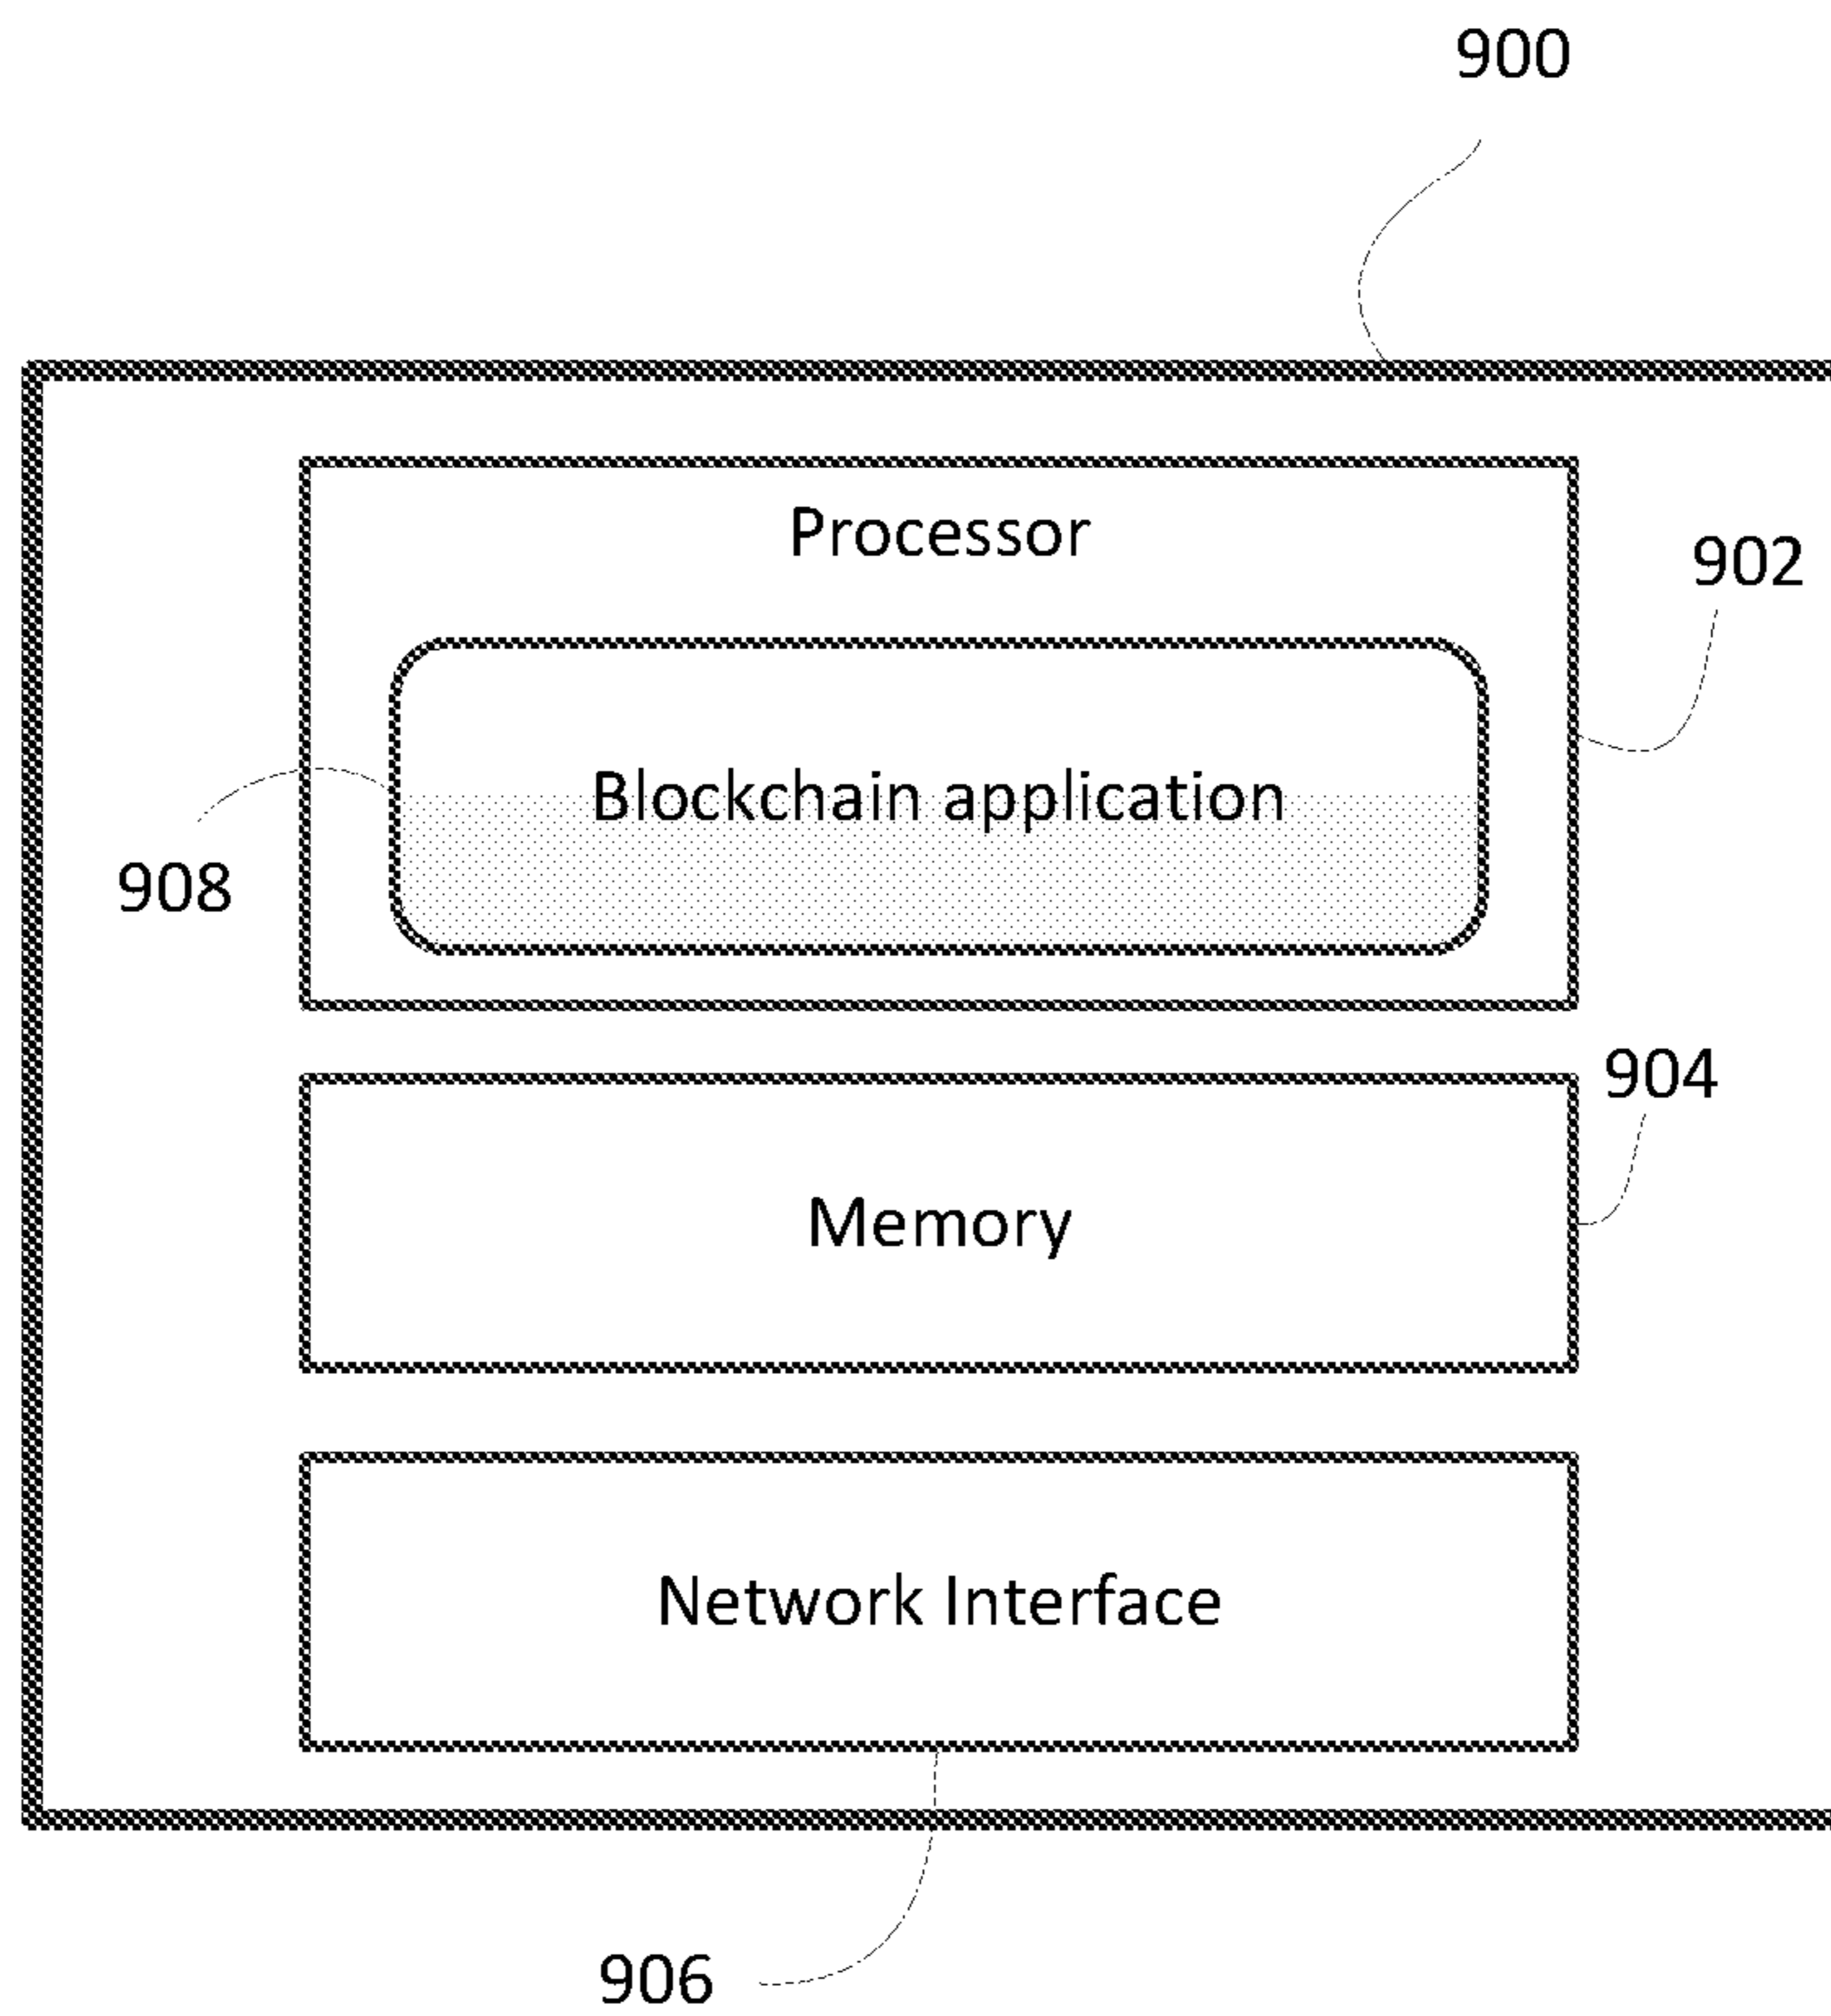 900
Processor
902
Blockchain application
908
904
Memory
Network Interface
906